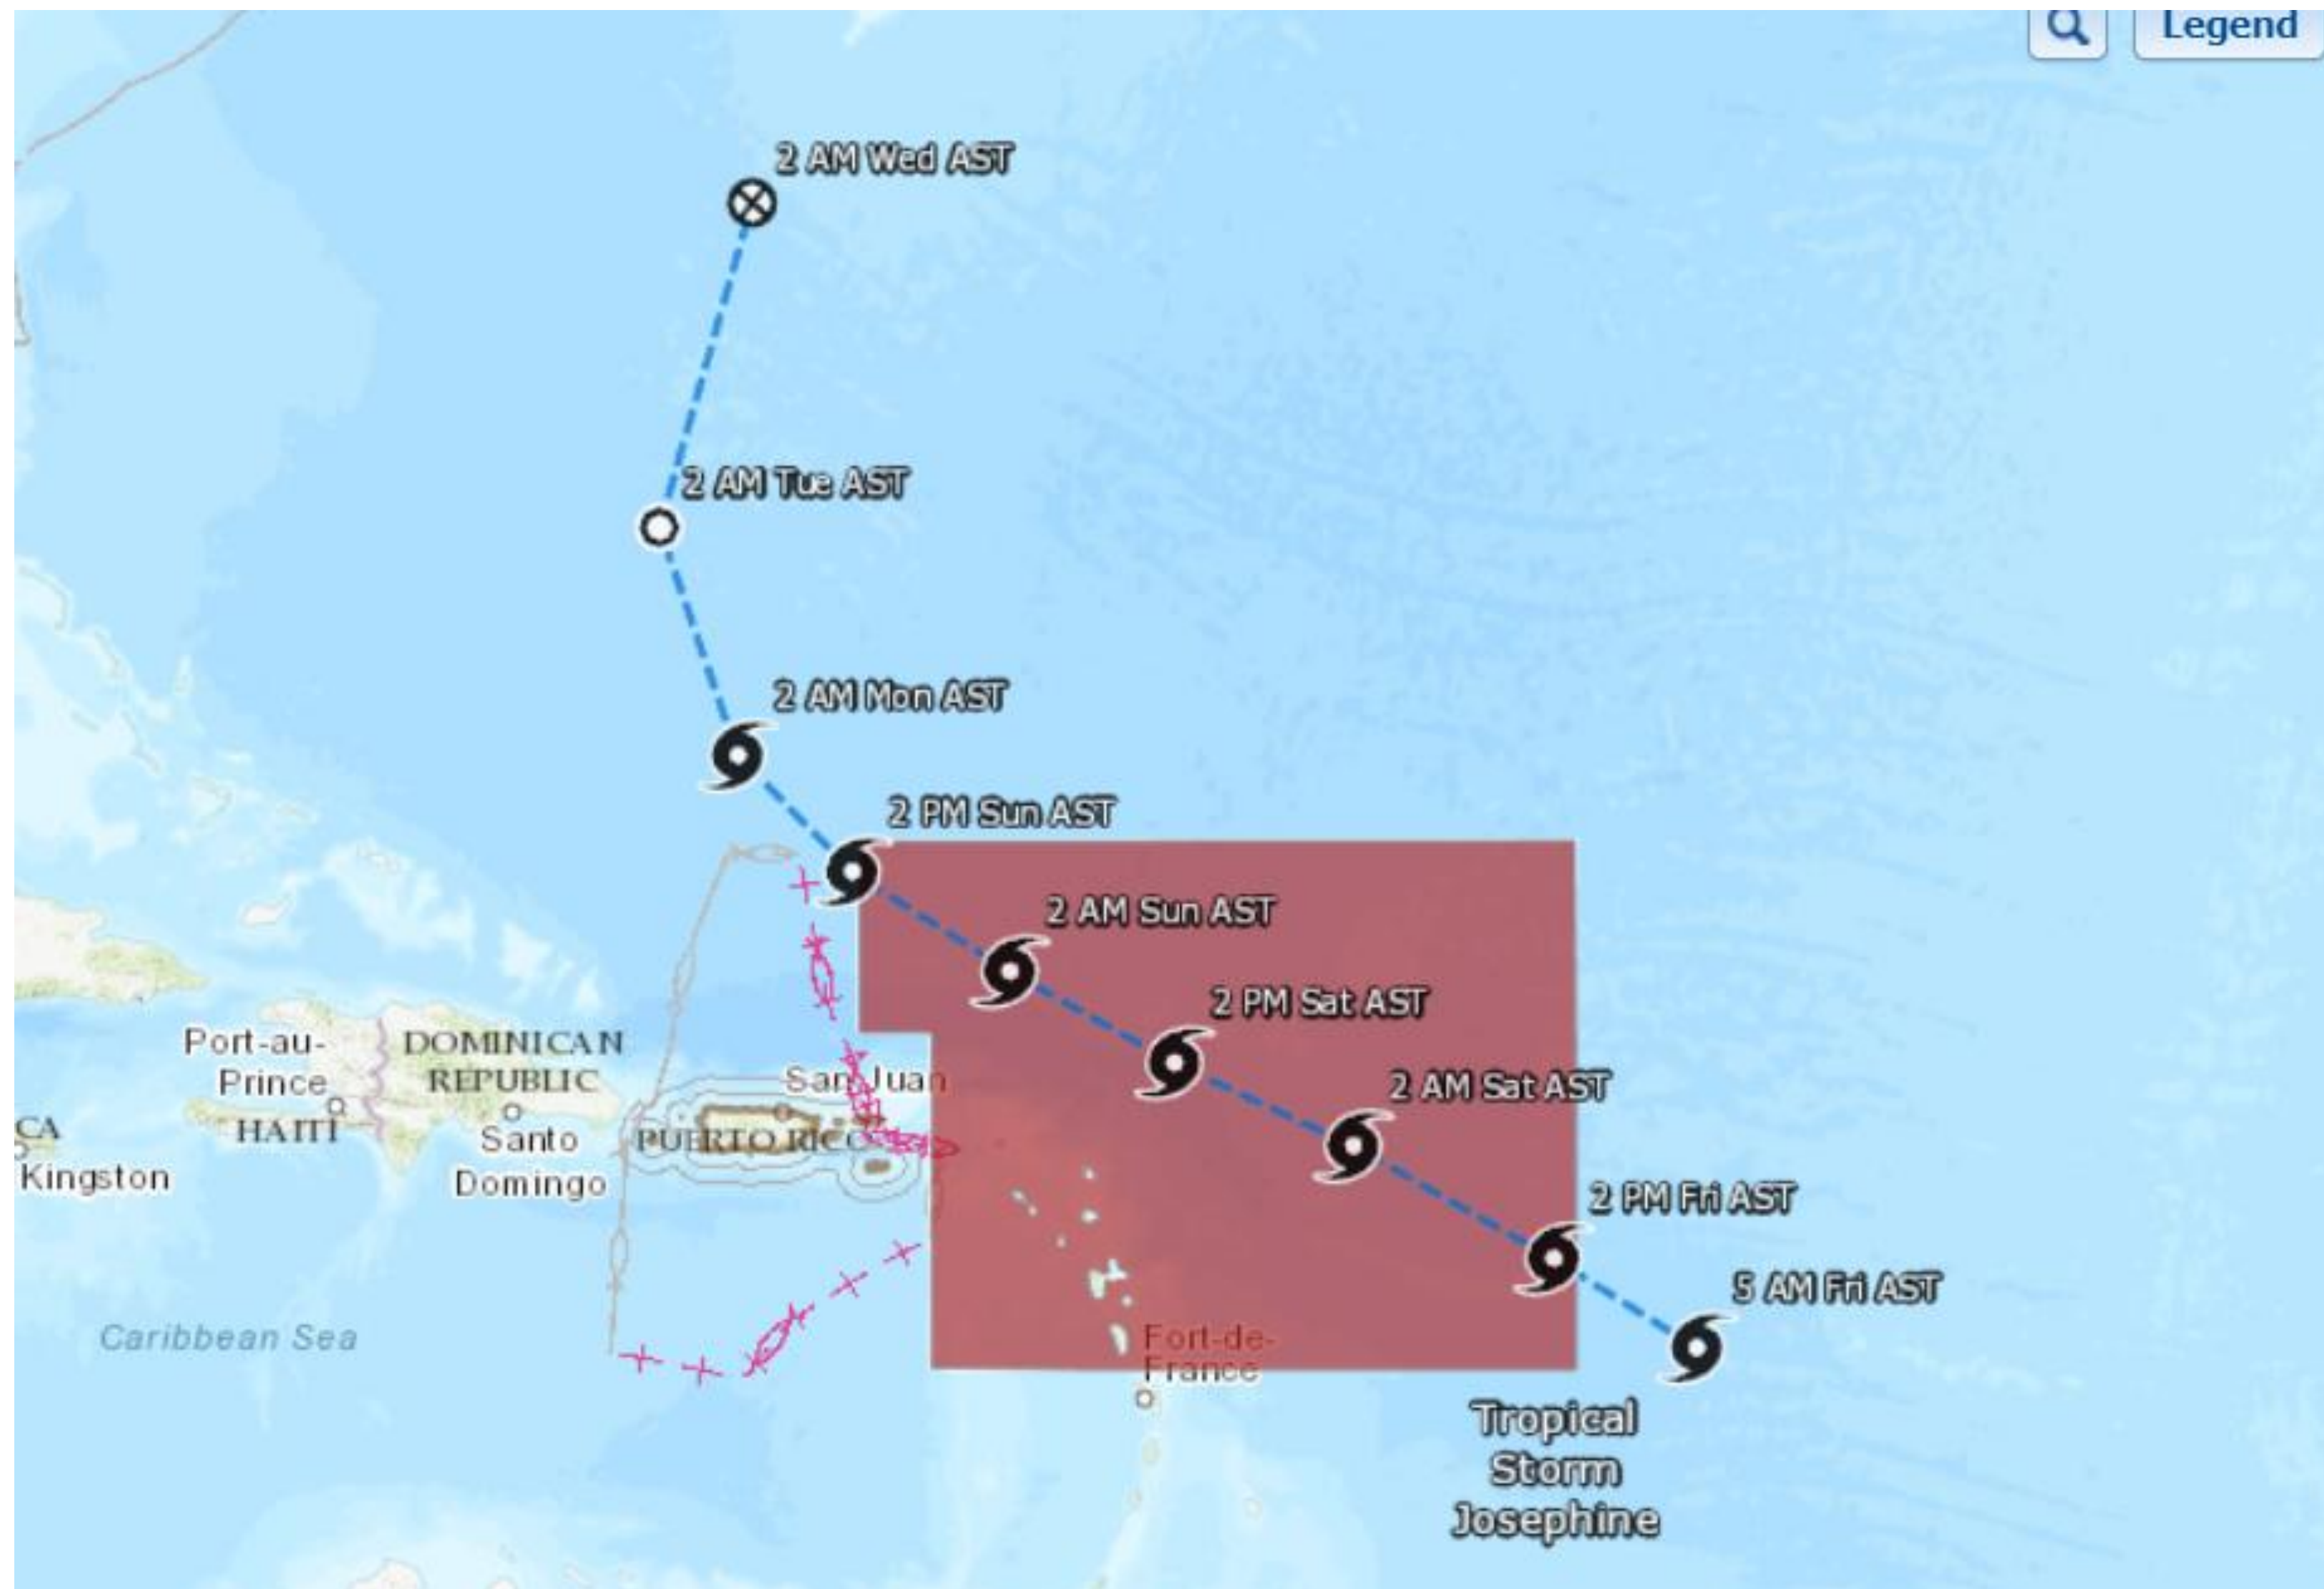 Legend
2 AM Wed AST
2 AM Tue AST
2 AM Mon AST
2 PM Sun AST
2 AM Sun AST
2 PM Sat AST
2 AM Sat AST
2 PM Fri AST
5 AM Fri AST
Port-au-
Prince
HAITI
DOMINICAN
REPUBLIC
Santo
Domingo
San Juan
PUERTO RICO
CA
Kingston
Caribbean Sea
Fort-de-
France
Tropical
Storm
Josephine